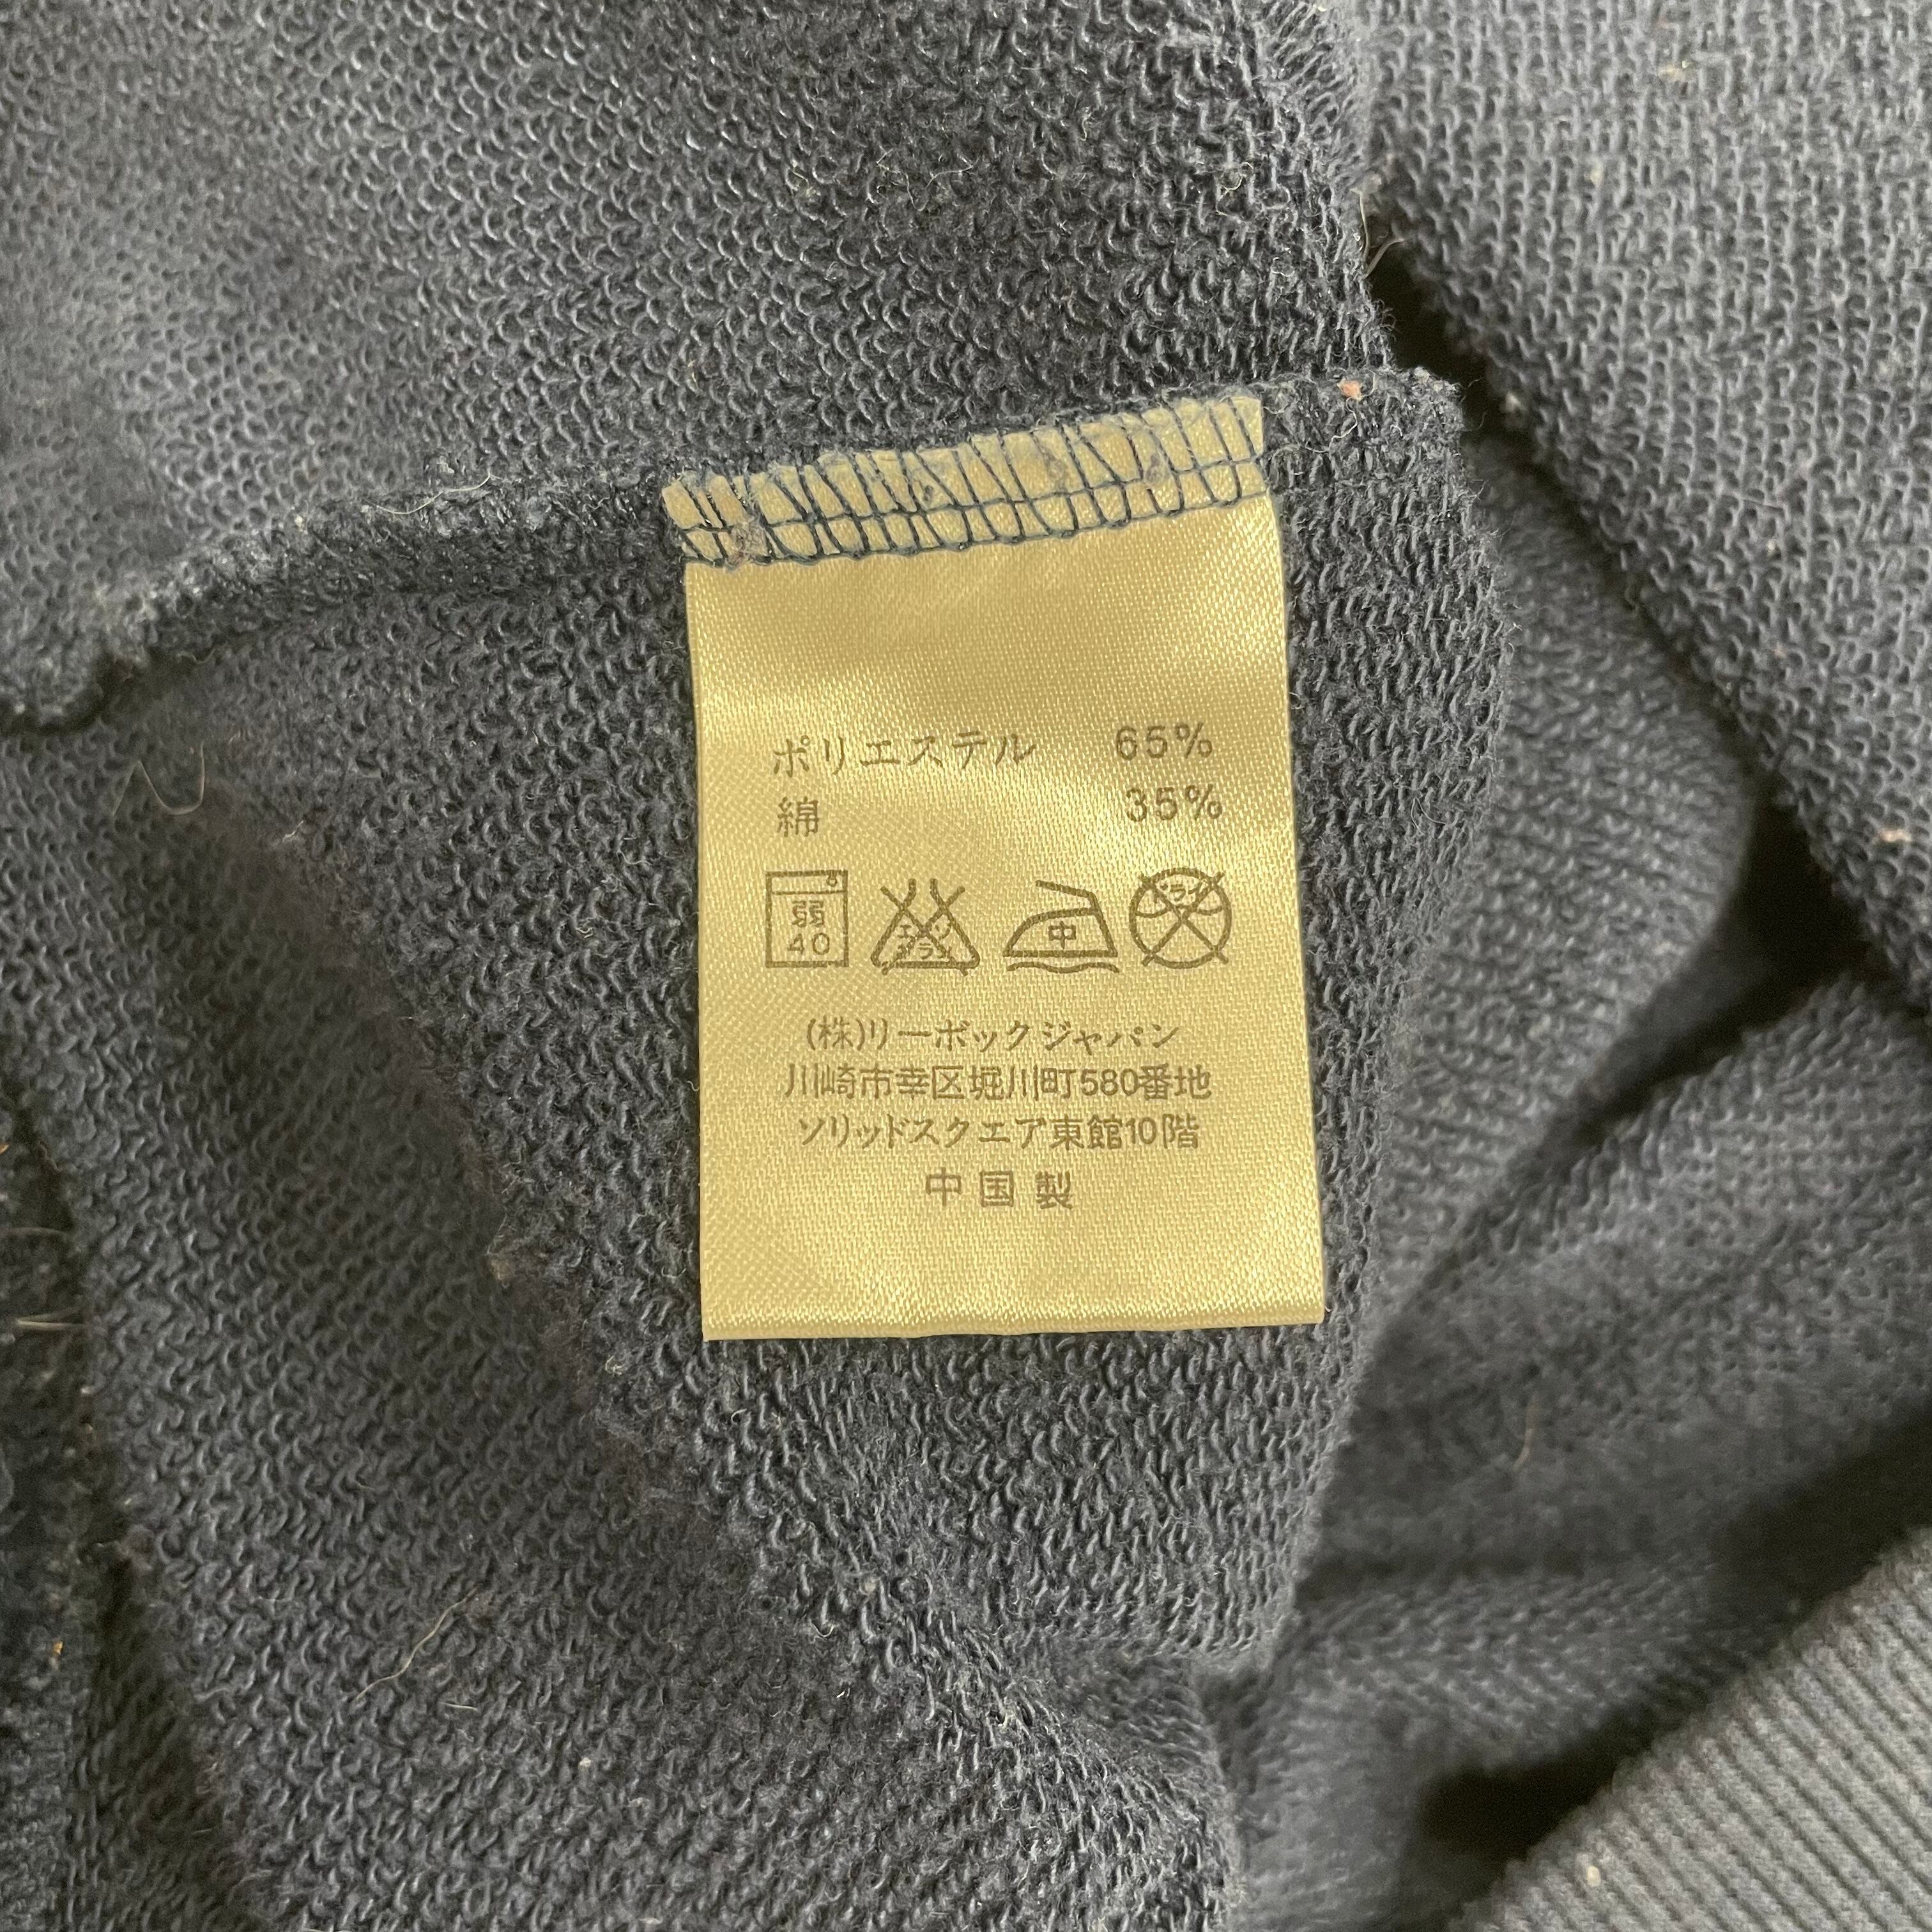 ポリエステル 65%
綿 35%
弱
40
エンソ
サラシ
中
ドライ
(株)リーボックジャパン
川崎市幸区堀川町580番地
ソリッドスクエア東館10階
中国製